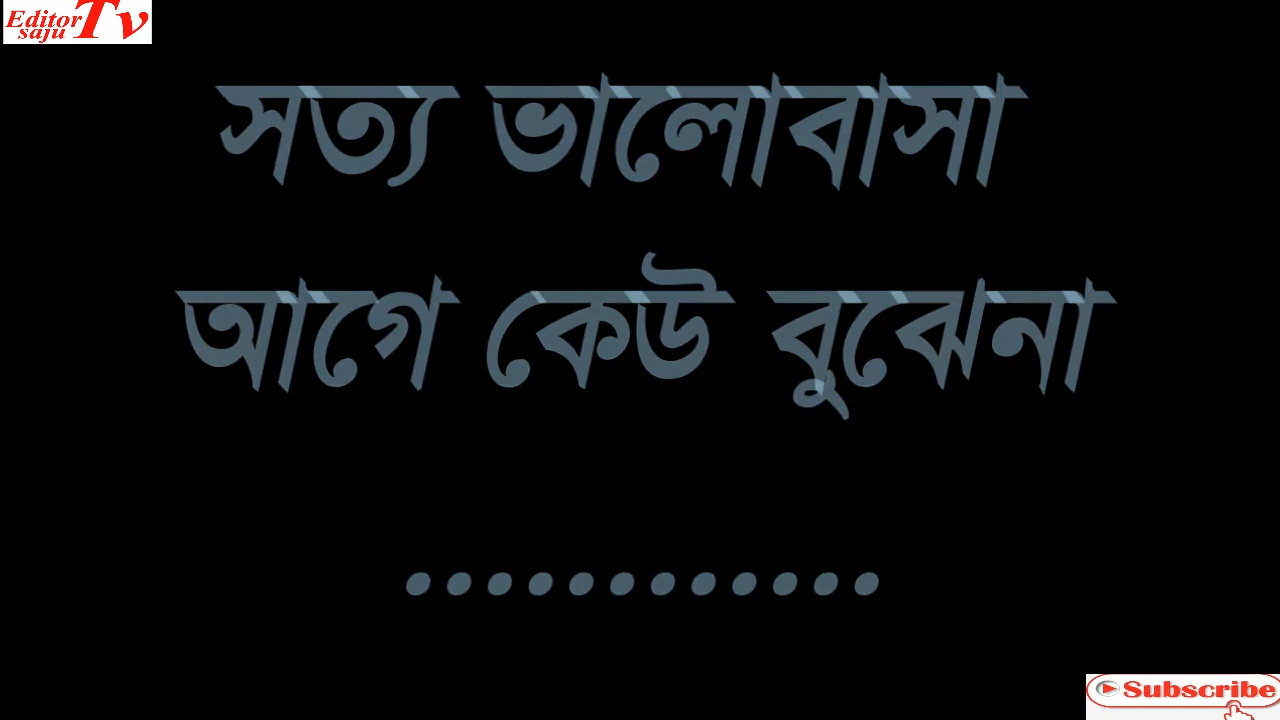 Editor Tv
saju
সত্য ভালোবাসা
আগে কেউ বুঝেনা
............
Subscribe